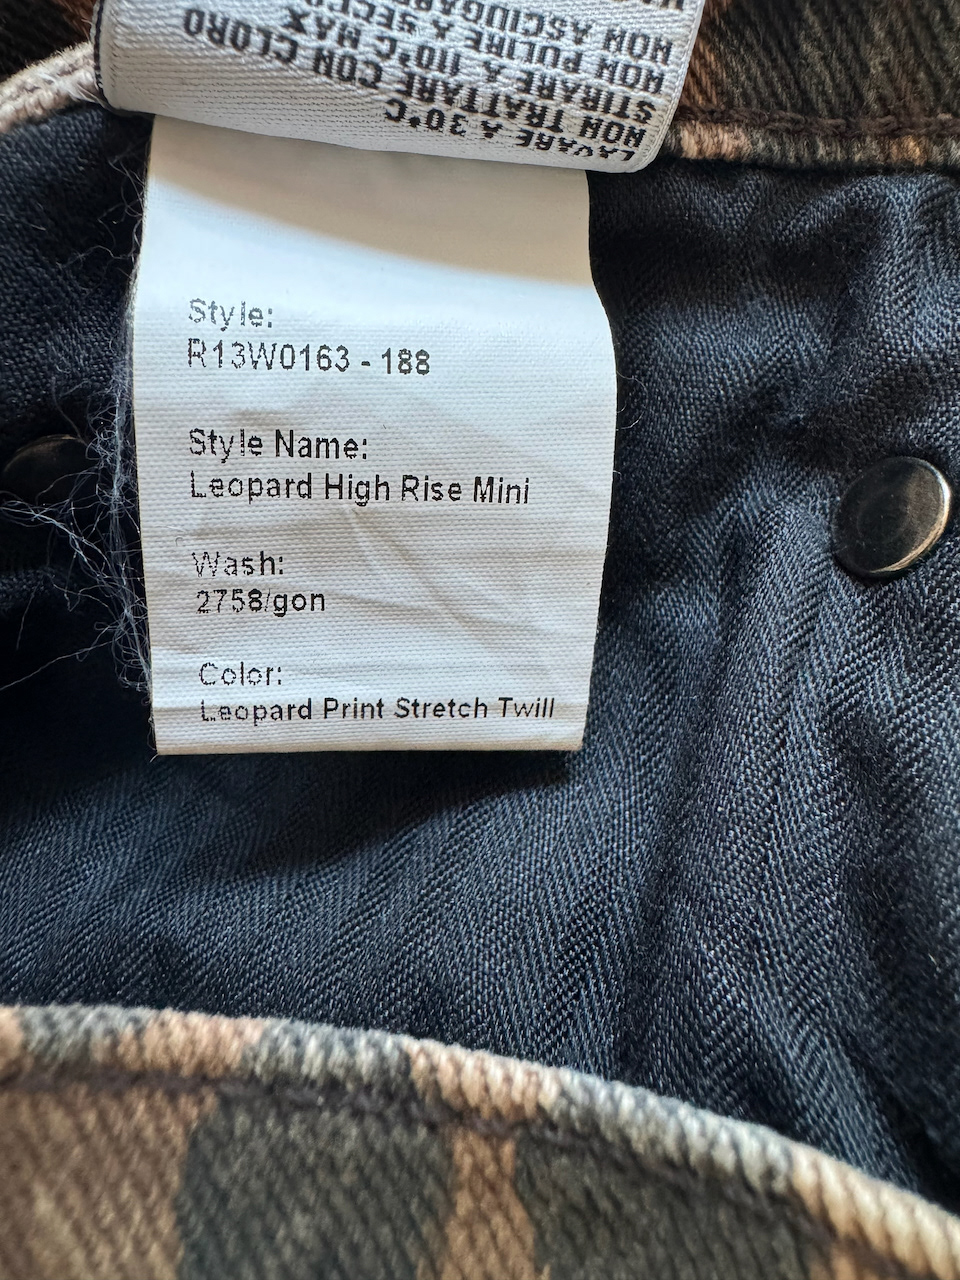 LAVARE A 30°C
NON TRATTARE CON CLORO
STIRARE A 110°C MAX
NON PULIRE A SECCO
NON
Style:
R13W0163 - 188
Style Name:
Leopard High Rise Mini
Wash:
2758/gon
Color:
Leopard Print Stretch Twill